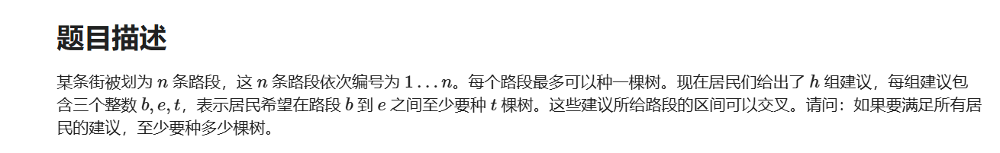 题目描述
某条街被划为 n 条路段，这 n 条路段依次编号为 1…n。每个路段最多可以种一棵树。现在居民们给出了 h 组建议，每组建议包
含三个整数 b, e, t，表示居民希望在路段 b 到 e 之间至少要种 t 棵树。这些建议所给路段的区间可以交叉。请问：如果要满足所有居
民的建议，至少要种多少棵树。